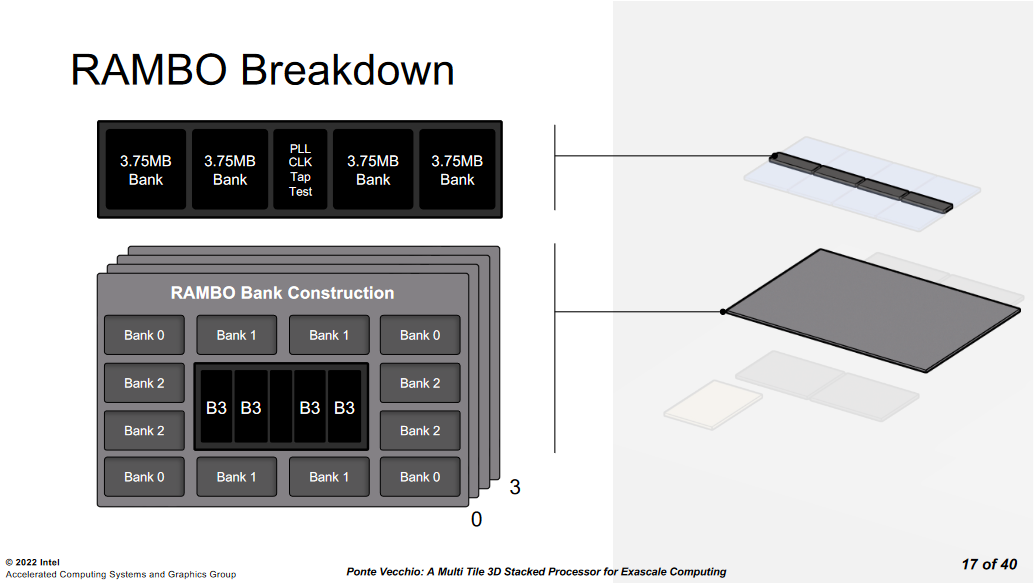 RAMBO Breakdown
3.75MB
Bank
3.75MB
Bank
PLL
CLK
Tap
Test
3.75MB
Bank
3.75MB
Bank
RAMBO Bank Construction
Bank 0
Bank 1
Bank 1
Bank 0
Bank 2
B3
B3
B3
B3
Bank 2
Bank 2
Bank 2
Bank 0
Bank 1
Bank 1
Bank 0
3
0
© 2022 Intel
Accelerated Computing Systems and Graphics Group
Ponte Vecchio: A Multi Tile 3D Stacked Processor for Exascale Computing
17 of 40